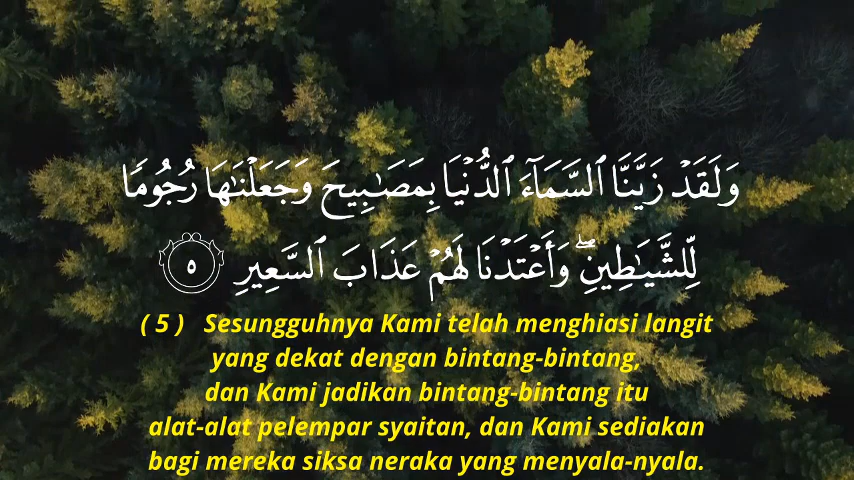 وَلَقَدۡ زَيَّنَّا ٱلسَّمَآءَ ٱلدُّنۡيَا بِمَصَٰبِيحَ وَجَعَلۡنَٰهَا رُجُومٗا
لِّلشَّيَٰطِينِۖ وَأَعۡتَدۡنَا لَهُمۡ عَذَابَ ٱلسَّعِيرِ ٥
( 5 ) Sesungguhnya Kami telah menghiasi langit
yang dekat dengan bintang-bintang,
dan Kami jadikan bintang-bintang itu
alat-alat pelempar syaitan, dan Kami sediakan
bagi mereka siksa neraka yang menyala-nyala.